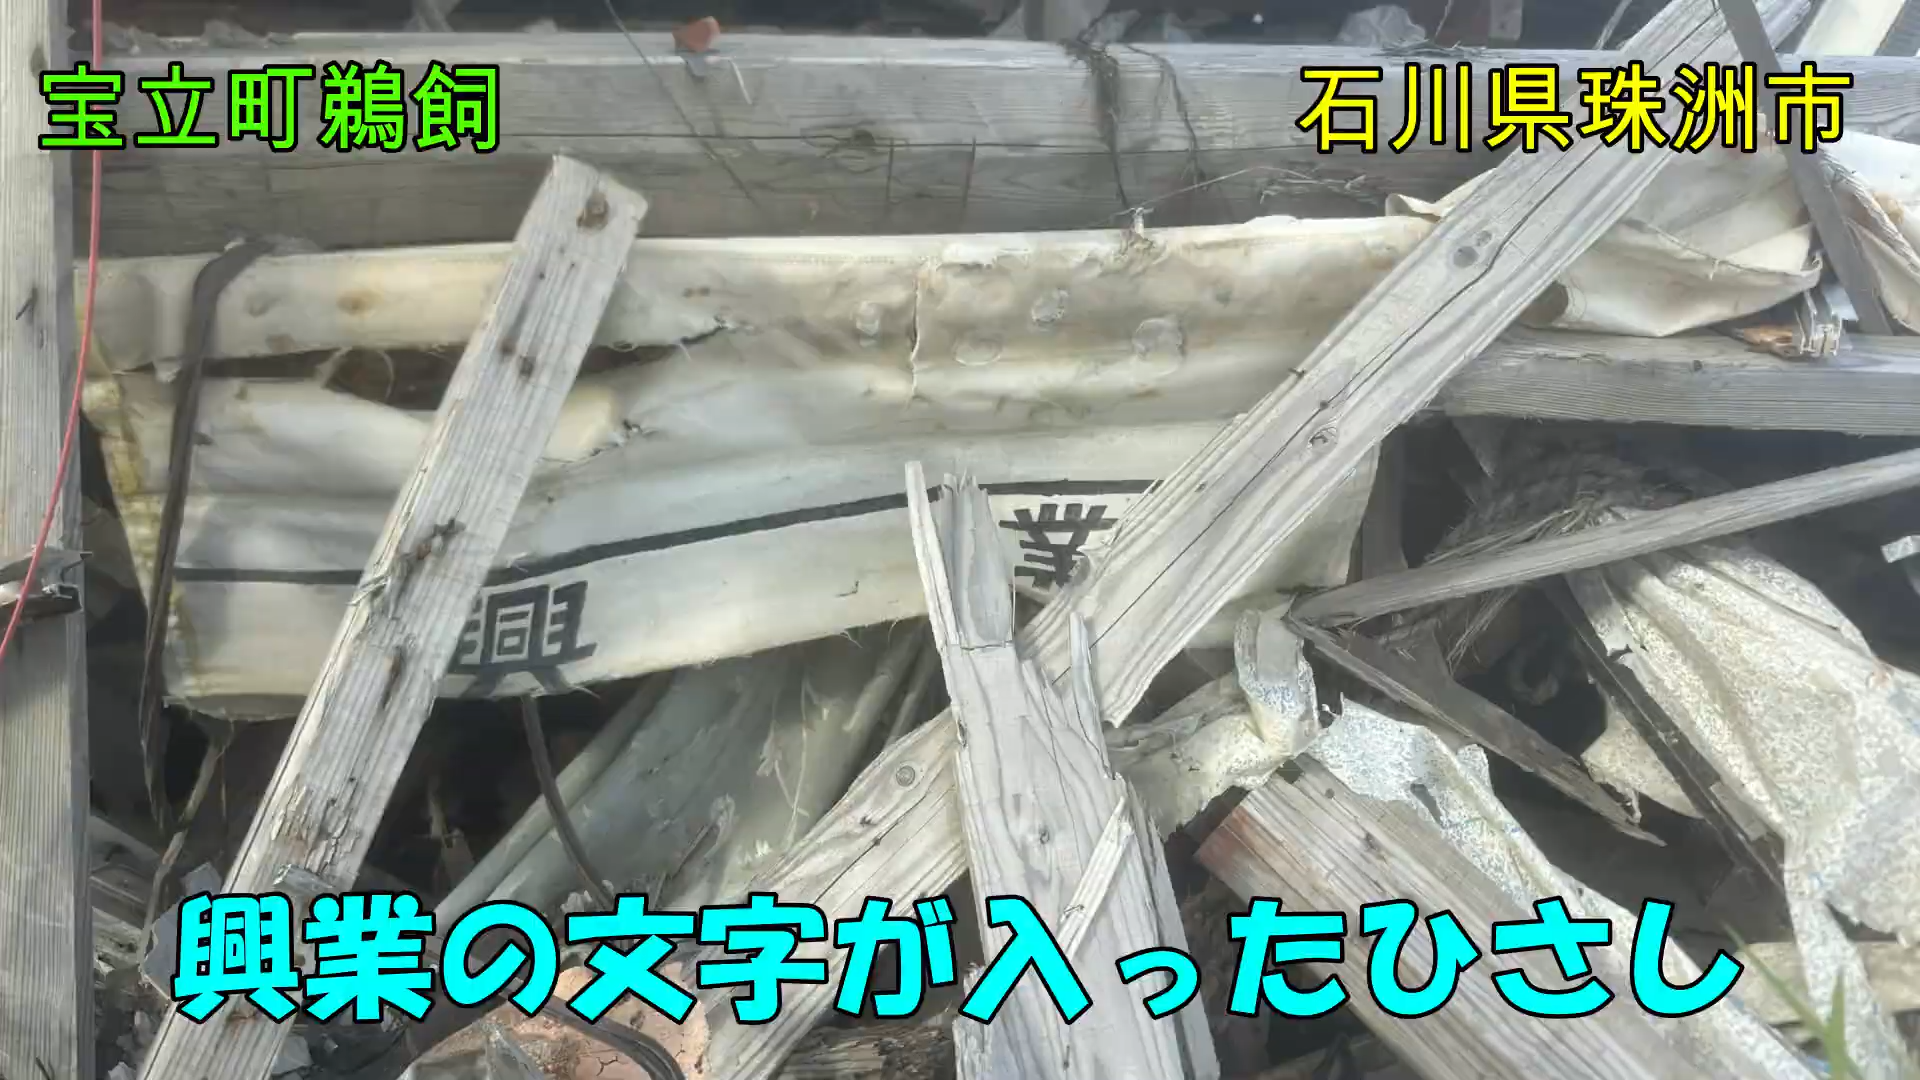 宝立町鵜飼
石川県珠洲市
興業
興業の文字が入ったひさし